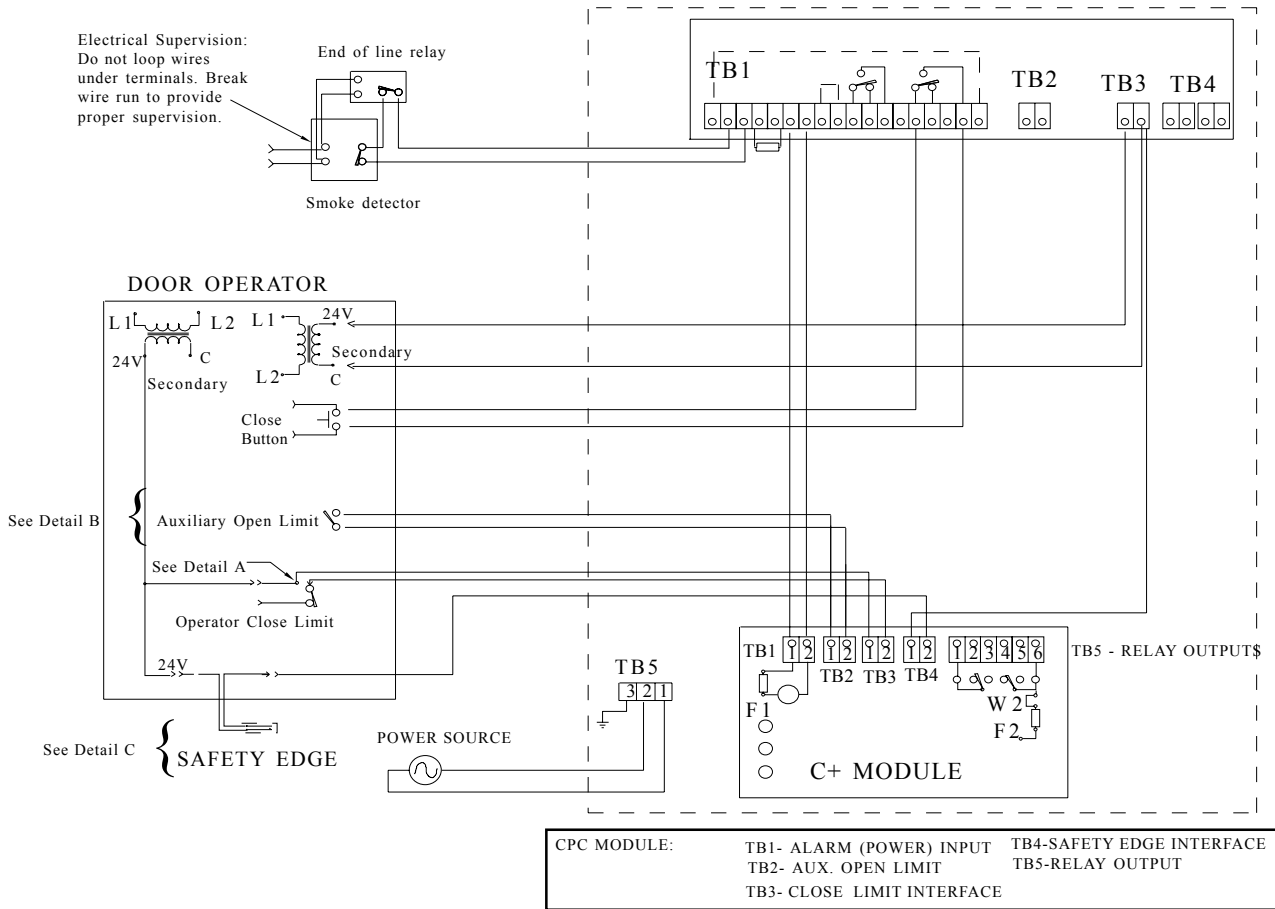 Electrical Supervision:
Do not loop wires
under terminals. Break
wire run to provide
proper supervision.
End of line relay
Smoke detector
TB1
TB2
TB3
TB4
DOOR OPERATOR
L1
L2
24V
C
Secondary
L1
24V
Secondary
L2
C
Close
Button
See Detail B
Auxiliary Open Limit
See Detail A
Operator Close Limit
24V
See Detail C
SAFETY EDGE
POWER SOURCE
TB5
3 2 1
TB1
1 2
1 2
1 2
1 2
1 2 3 4 5 6
TB5 - RELAY OUTPUTS
TB2
TB3
TB4
F1
W2
F2
C+ MODULE
CPC MODULE:
TB1- ALARM (POWER) INPUT
TB4-SAFETY EDGE INTERFACE
TB2- AUX. OPEN LIMIT
TB5-RELAY OUTPUT
TB3- CLOSE LIMIT INTERFACE